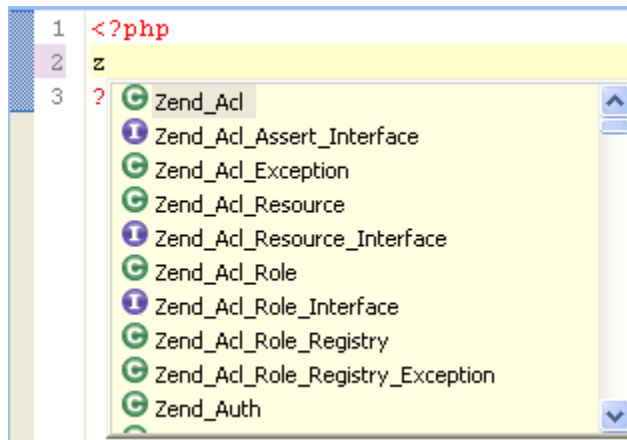 1 <?php
2 z
3 ?
C Zend_Acl
I Zend_Acl_Assert_Interface
C Zend_Acl_Exception
C Zend_Acl_Resource
I Zend_Acl_Resource_Interface
C Zend_Acl_Role
I Zend_Acl_Role_Interface
C Zend_Acl_Role_Registry
C Zend_Acl_Role_Registry_Exception
C Zend_Auth